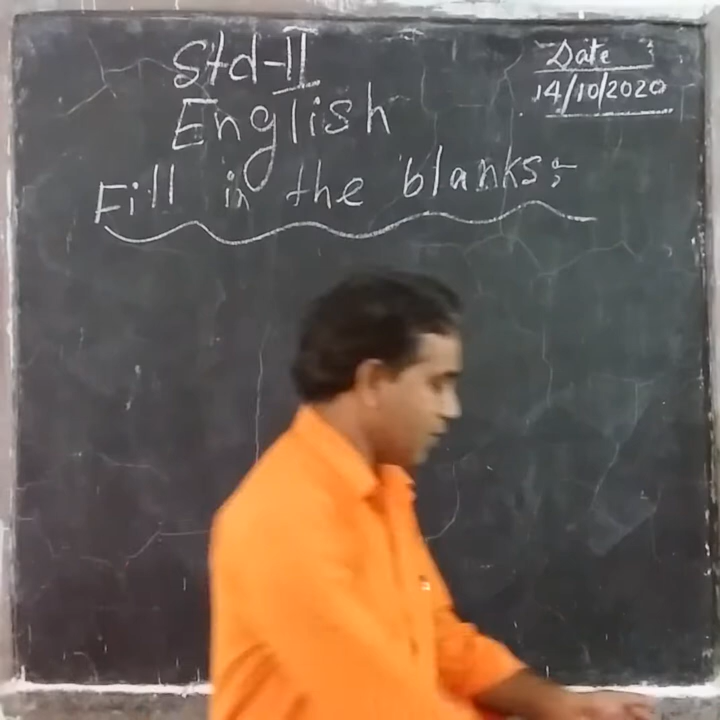 Std-II
English
Fill in the blanks:-
Date :
14/10/2020